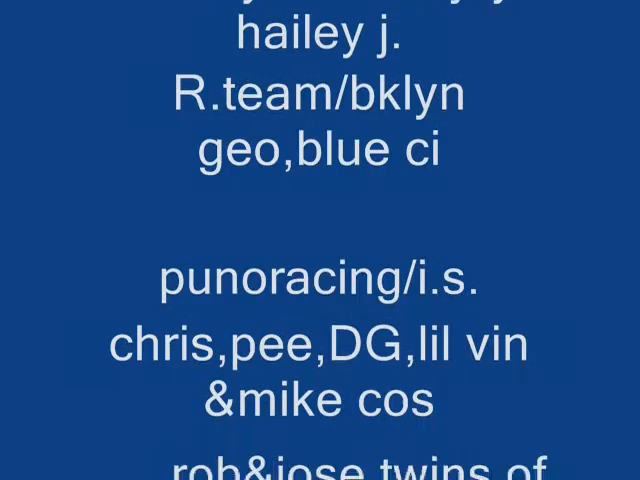 hailey j.
R.team/bklyn
geo,blue ci
punoracing/i.s.
chris,pee,DG,lil vin
&mike cos
rob&jose twins of